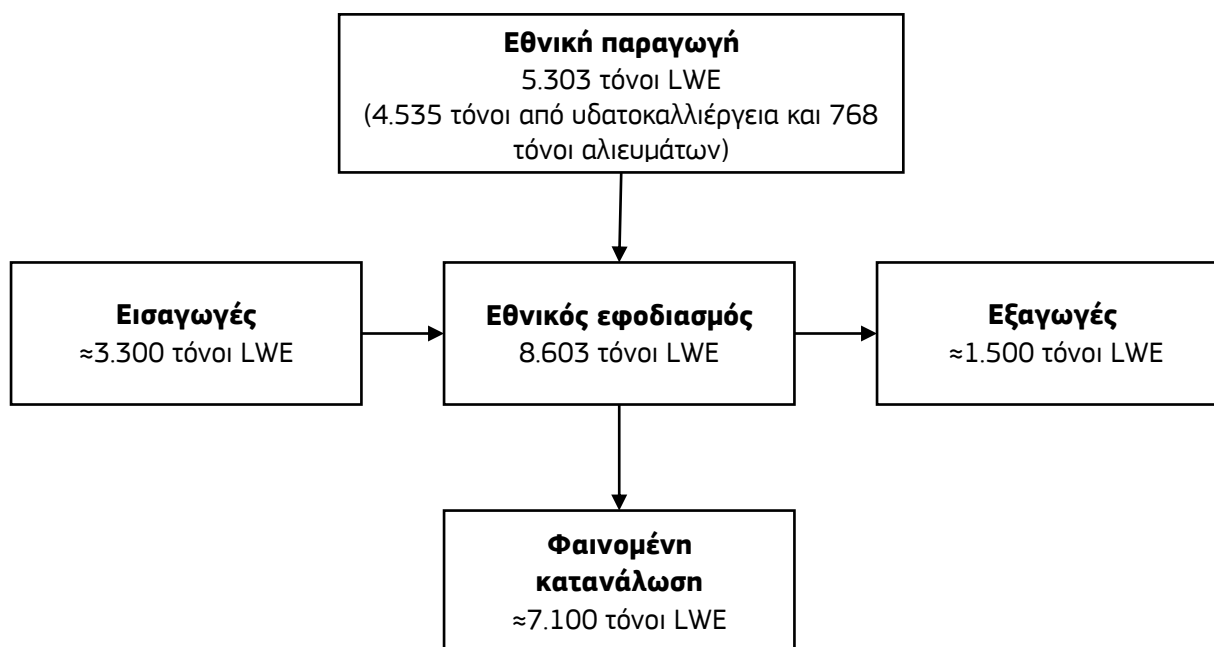 Εθνική παραγωγή
5.303 τόνοι LWE
(4.535 τόνοι από υδατοκαλλιέργεια και 768
τόνοι αλιευμάτων)
Εισαγωγές
≈3.300 τόνοι LWE
Εθνικός εφοδιασμός
8.603 τόνοι LWE
Εξαγωγές
≈1.500 τόνοι LWE
Φαινομένη
κατανάλωση
≈7.100 τόνοι LWE